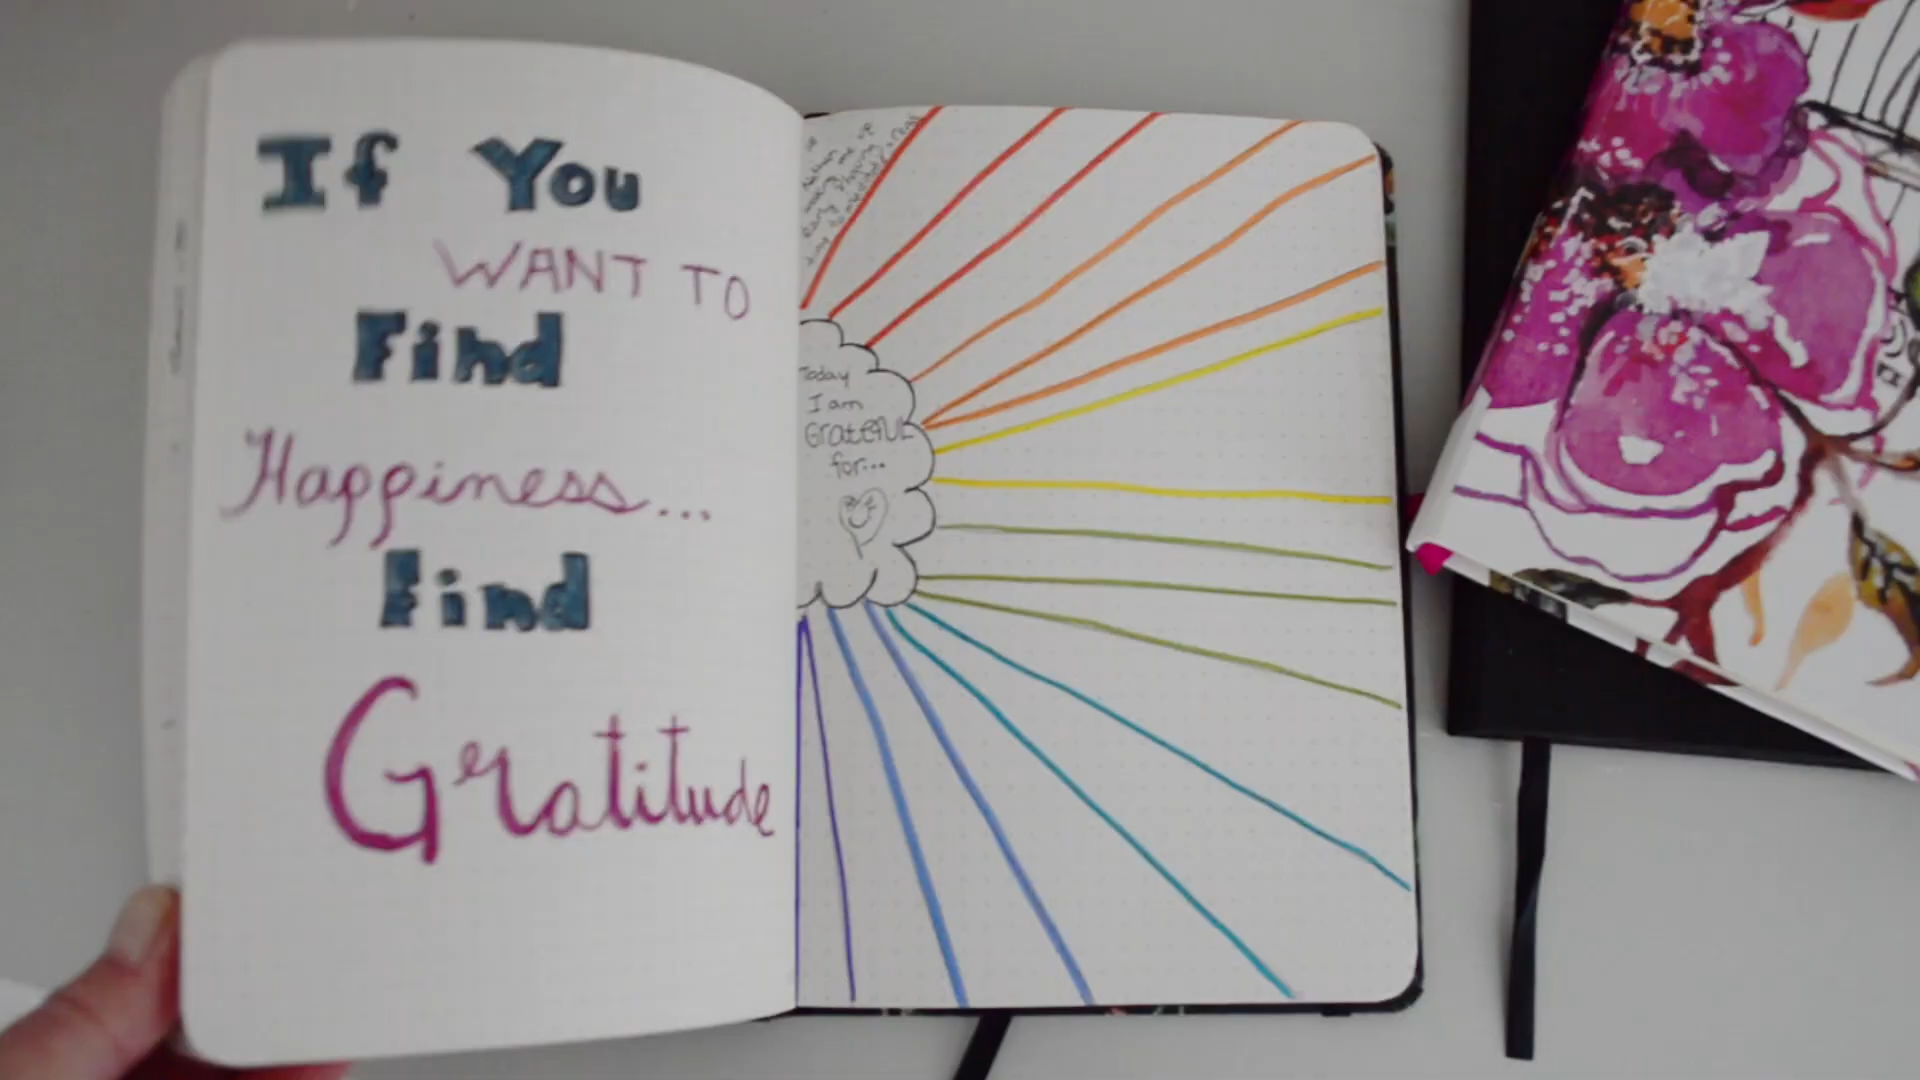 If You
WANT TO
Find
Happiness...
Find
Gratitude
Today
I am
GratefUL
for...